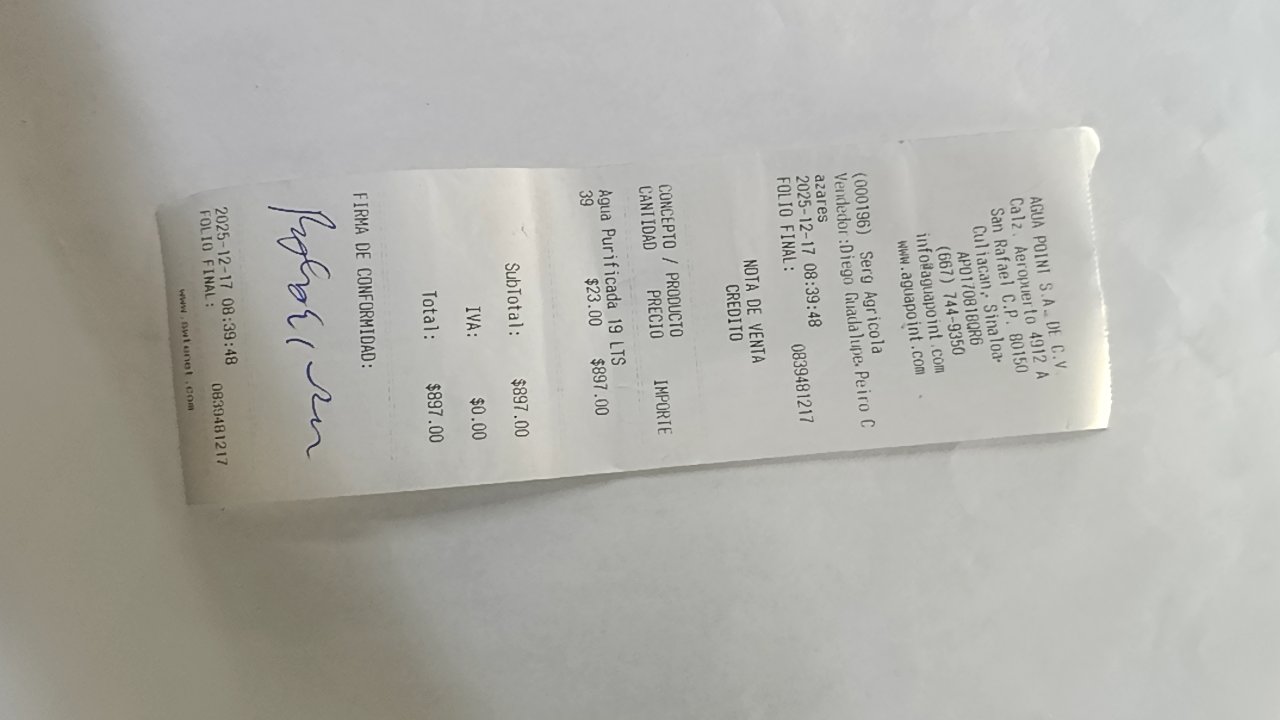 AGUA POINT S.A. DE C.V.
Calz. Aeropuerto 4912 A
San Rafael C.P. 80150
Culiacan, Sinaloa.
APO170818QR6
(667) 744-9350
info@aguapoint.com
www.aguapoint.com
(000196) Serg Agricola
Vendedor:Diego Guadalupe.Peiro C
azares
2025-12-17 08:39:48 0839481217
FOLIO FINAL:
NOTA DE VENTA
CREDITO
CONCEPTO / PRODUCTO
CANTIDAD PRECIO IMPORTE
Agua Purificada 19 LTS
39 $23.00 $897.00
SubTotal: $897.00
IVA: $0.00
Total: $897.00
FIRMA DE CONFORMIDAD:
2025-12-17 08:39:48 0839481217
FOLIO FINAL: